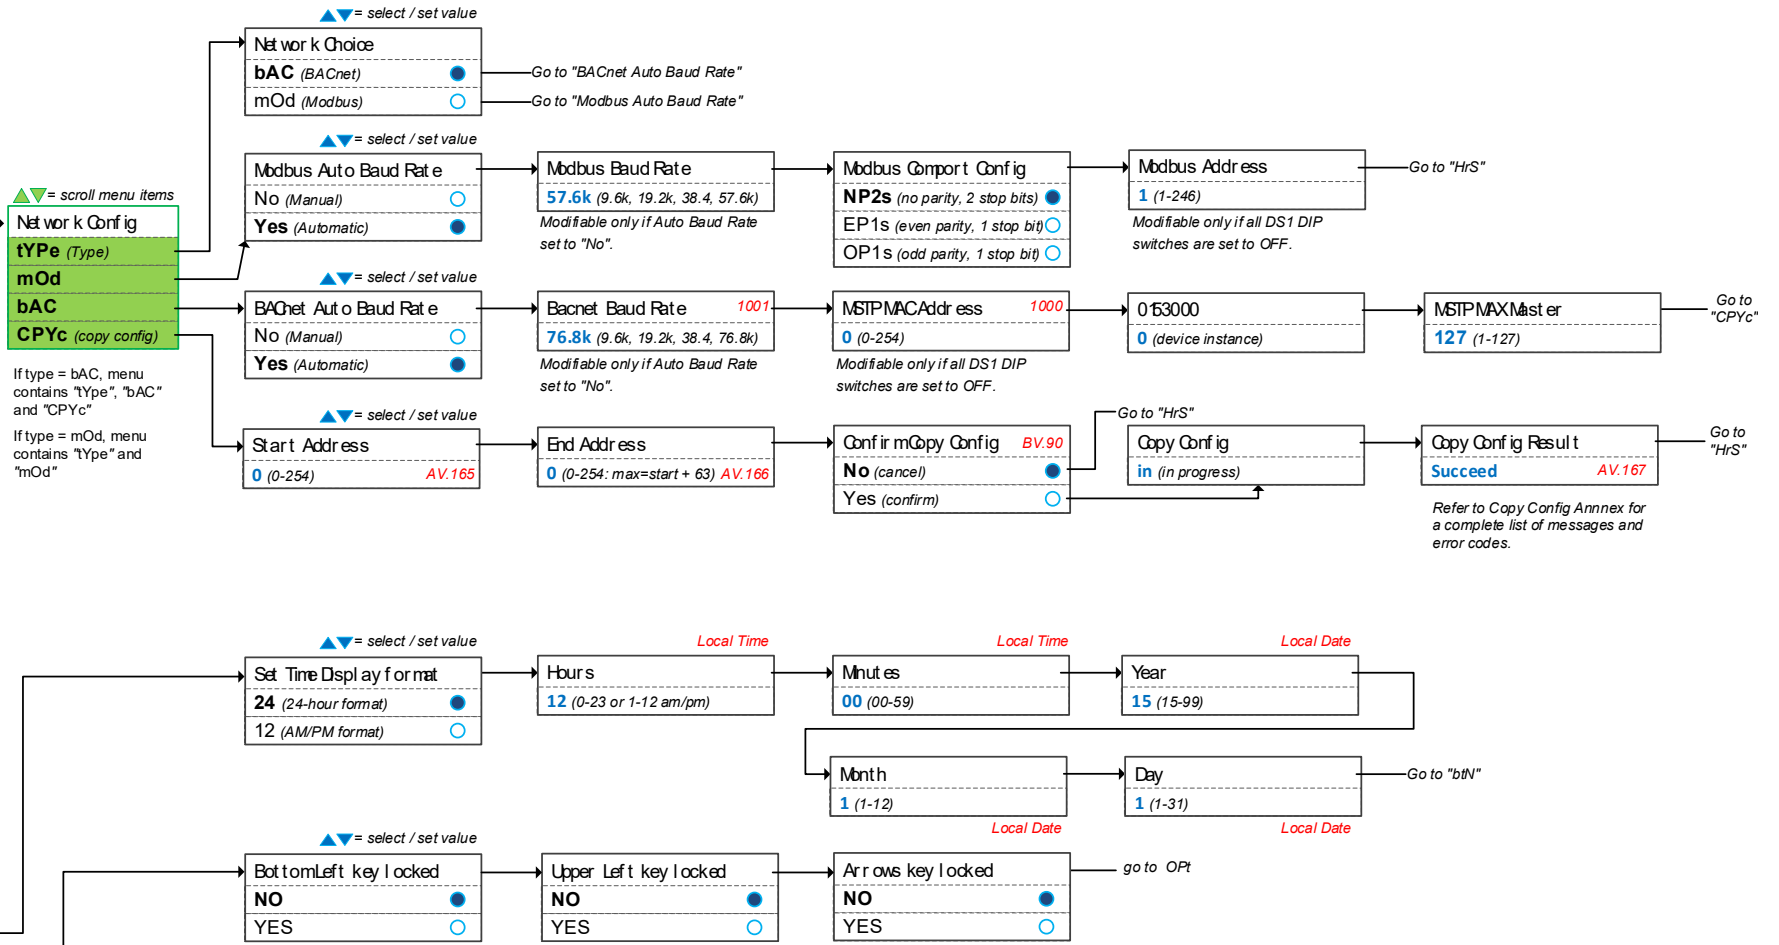 = select / set value
Network Choice
bAC (BACnet)
Go to "BACnet Auto Baud Rate"
mOd (Modbus)
Go to "Modbus Auto Baud Rate"
= scroll menu items
Network Config
tYPe (Type)
mOd
bAC
CPYc (copy config)
If type = bAC, menu
contains "tYpe", "bAC"
and "CPYc"
If type = mOd, menu
contains "tYpe" and
"mOd"
= select / set value
Modbus Auto Baud Rate
No (Manual)
Yes (Automatic)
Modbus Baud Rate
57.6k (9.6k, 19.2k, 38.4, 57.6k)
Modifiable only if Auto Baud Rate
set to "No".
Modbus Comport Config
NP2s (no parity, 2 stop bits)
EP1s (even parity, 1 stop bit)
OP1s (odd parity, 1 stop bit)
Modbus Address
1 (1-246)
Modifiable only if all DS1 DIP
switches are set to OFF.
Go to "HrS"
= select / set value
BACnet Auto Baud Rate
No (Manual)
Yes (Automatic)
Bacnet Baud Rate 1001
76.8k (9.6k, 19.2k, 38.4, 76.8k)
Modifiable only if Auto Baud Rate
set to "No".
MSTP MAC Address 1000
0 (0-254)
Modifiable only if all DS1 DIP
switches are set to OFF.
0153000
0 (device instance)
MSTP MAX Master
127 (1-127)
Go to
"CPYc"
= select / set value
Start Address
0 (0-254) AV.165
End Address
0 (0-254: max=start + 63) AV.166
Confirm Copy Config BV.90
No (cancel)
Yes (confirm)
Go to "HrS"
Copy Config
in (in progress)
Copy Config Result
Succeed AV.167
Go to
"HrS"
Refer to Copy Config Annnex for
a complete list of messages and
error codes.
= select / set value
Set Time Display format
24 (24-hour format)
12 (AM/PM format)
Local Time
Hours
12 (0-23 or 1-12 am/pm)
Local Time
Minutes
00 (00-59)
Local Date
Year
15 (15-99)
Month
1 (1-12)
Local Date
Day
1 (1-31)
Local Date
Go to "btN"
= select / set value
Bottom Left key locked
NO
YES
Upper Left key locked
NO
YES
Arrows key locked
NO
YES
go to OPt